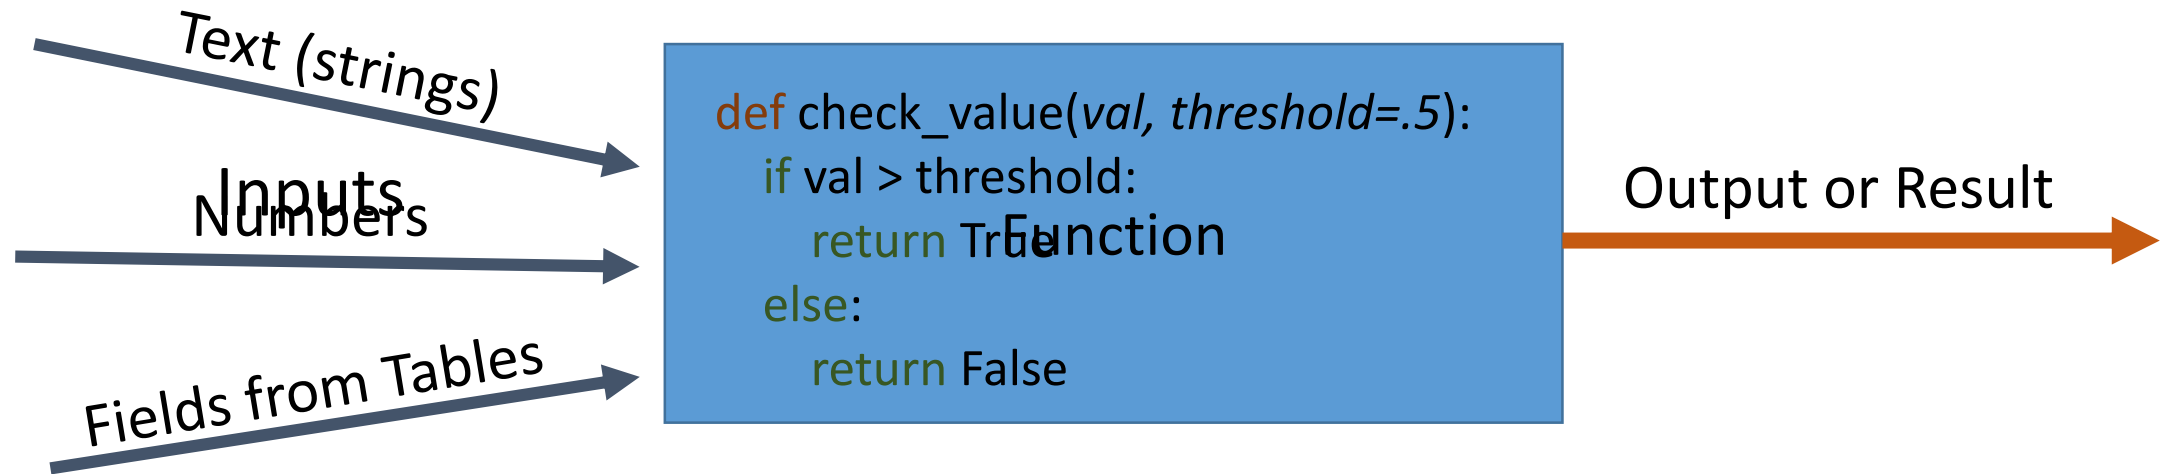 Text (strings)
Inputs
Numbers
Fields from Tables
def check_value(val, threshold=.5):
if val > threshold:
return True
Function
else:
return False
Output or Result